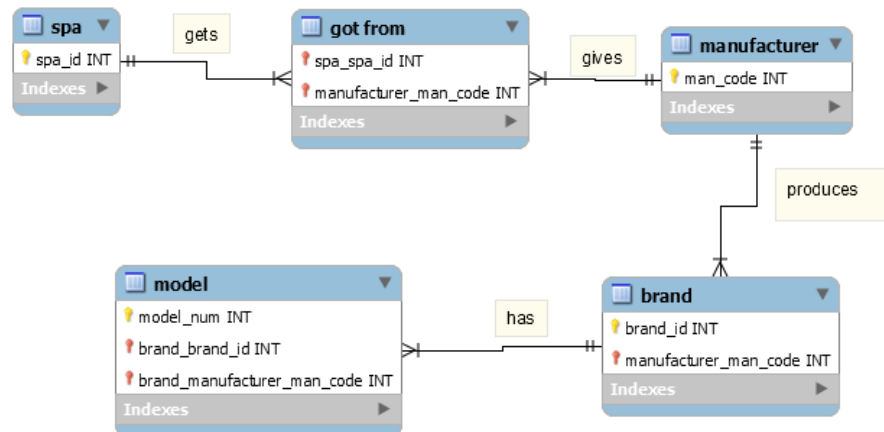 spa
spa_id INT
Indexes
gets
got from
spa_spa_id INT
manufacturer_man_code INT
Indexes
gives
manufacturer
man_code INT
Indexes
produces
model
model_num INT
brand_brand_id INT
brand_manufacturer_man_code INT
Indexes
has
brand
brand_id INT
manufacturer_man_code INT
Indexes